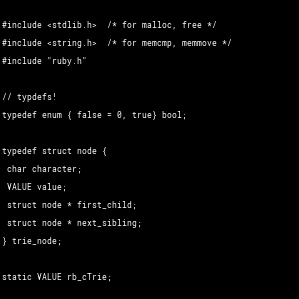 #include <stdlib.h>  /* for malloc, free */
#include <string.h>  /* for memcmp, memmove */
#include "ruby.h"
// typdefs!
typedef enum { false = 0, true} bool;
typedef struct node {
 char character;
 VALUE value;
 struct node * first_child;
 struct node * next_sibling;
} trie_node;
static VALUE rb_cTrie;